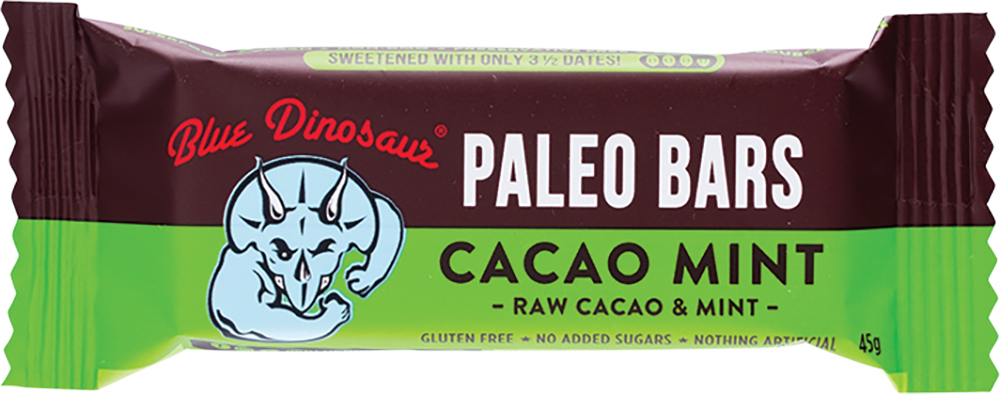 SWEETENED WITH ONLY 3 ½ DATES!
Blue Dinosaur®
PALEO BARS
CACAO MINT
– RAW CACAO & MINT –
GLUTEN FREE ★ NO ADDED SUGARS ★ NOTHING ARTIFICIAL
45g